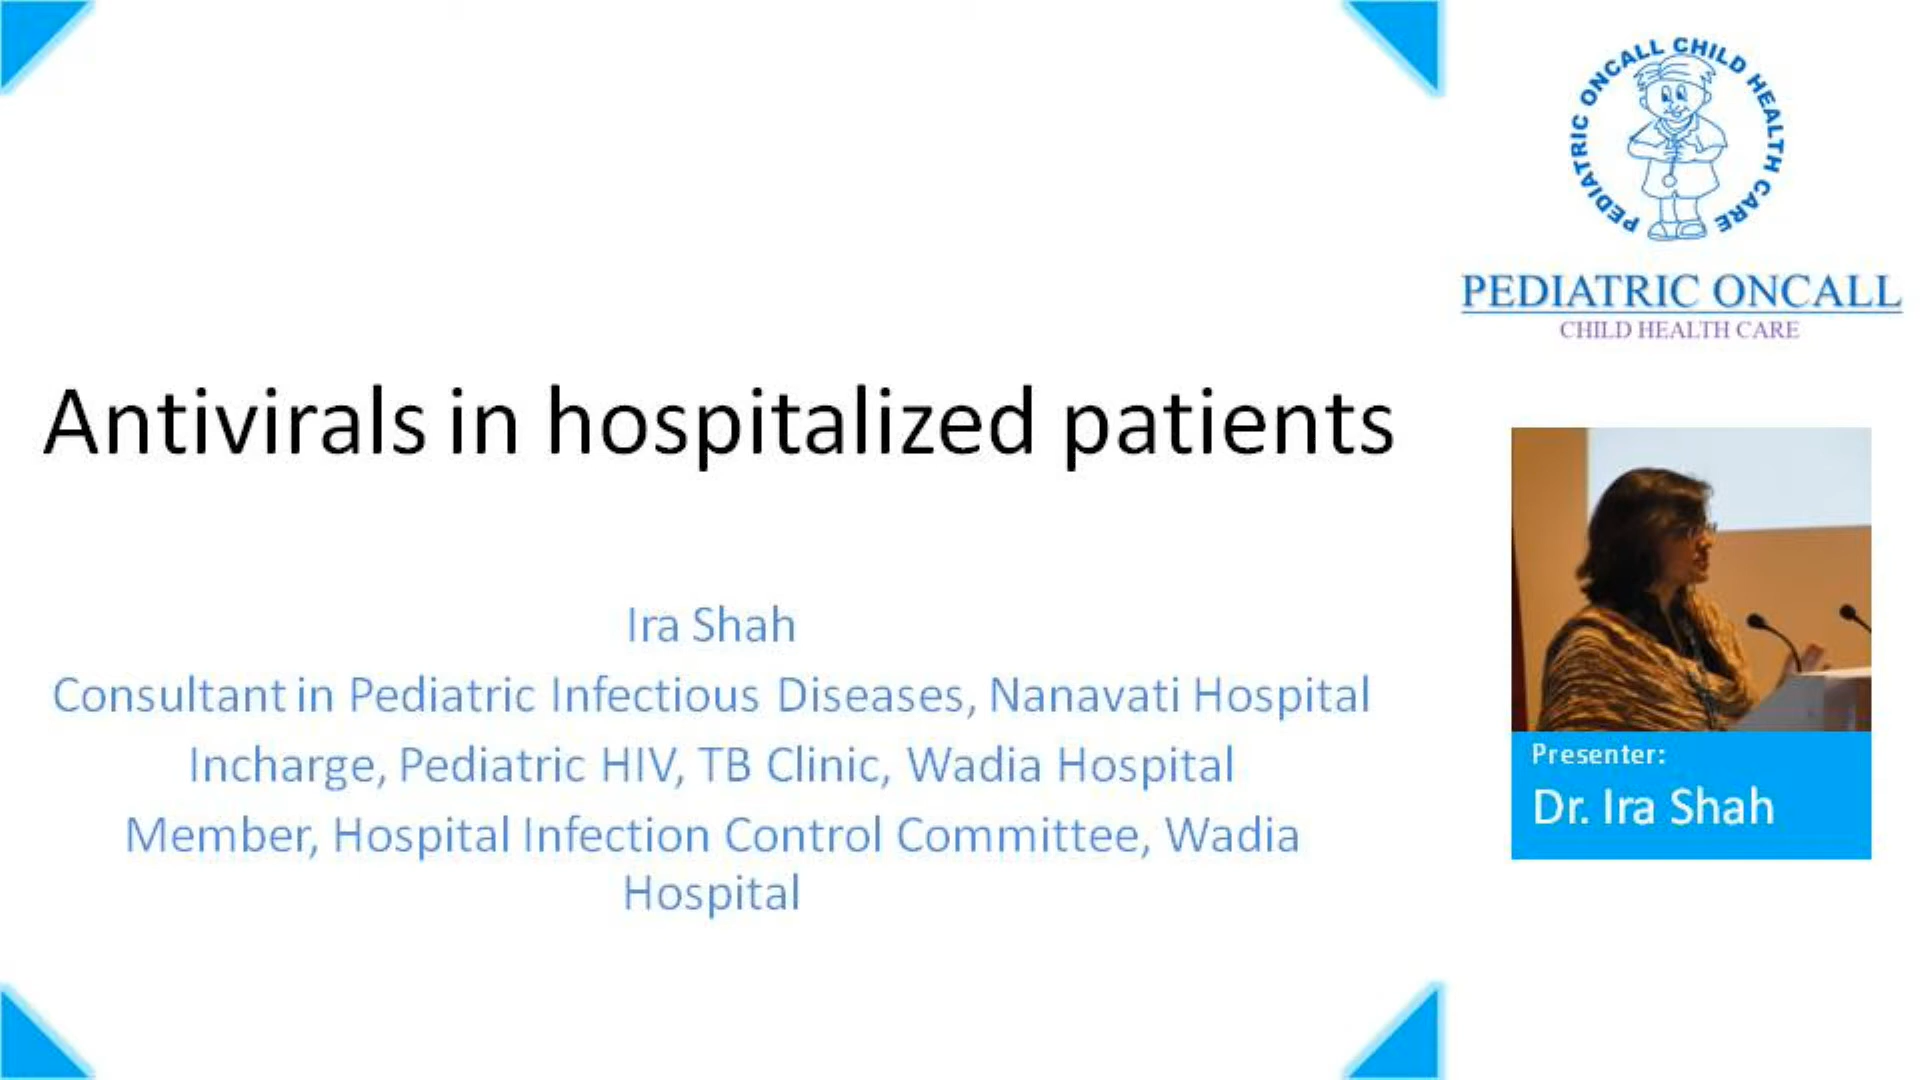 PEDIATRIC ONCALL CHILD HEALTH CARE
PEDIATRIC ONCALL
CHILD HEALTH CARE
Antivirals in hospitalized patients
Ira Shah
Consultant in Pediatric Infectious Diseases, Nanavati Hospital
Incharge, Pediatric HIV, TB Clinic, Wadia Hospital
Member, Hospital Infection Control Committee, Wadia
Hospital
Presenter:
Dr. Ira Shah